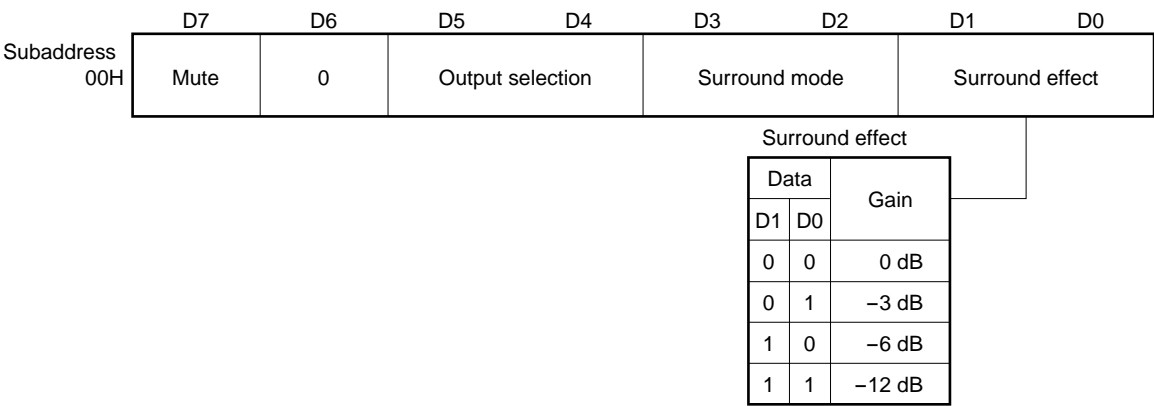 D7 D6 D5 D4 D3 D2 D1 D0
Subaddress
00H Mute 0 Output selection Surround mode Surround effect
Surround effect
Data Gain
D1 D0
0 0 0 dB
0 1 −3 dB
1 0 −6 dB
1 1 −12 dB